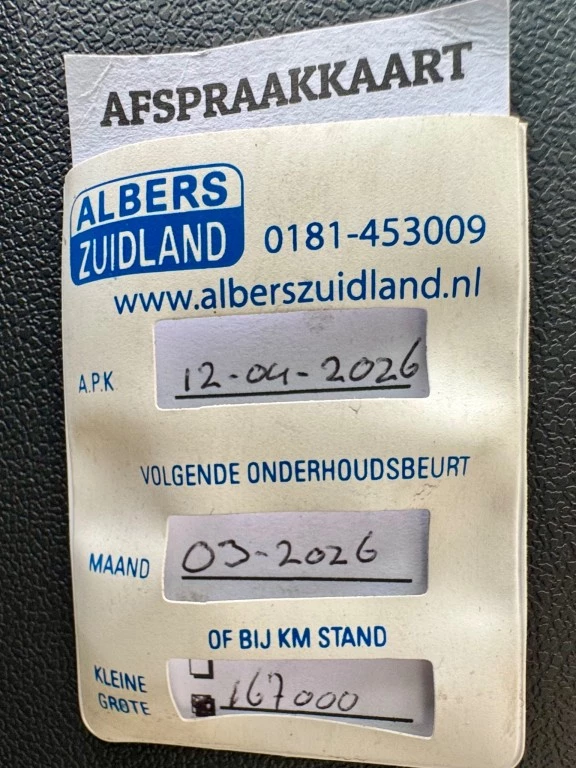 AFSPRAAKKAART
ALBERS
ZUIDLAND
0181-453009
www.alberszuidland.nl
A.P.K 12-04-2026
VOLGENDE ONDERHOUDSBEURT
MAAND 03-2026
OF BIJ KM STAND
KLEINE
GROTE 167000